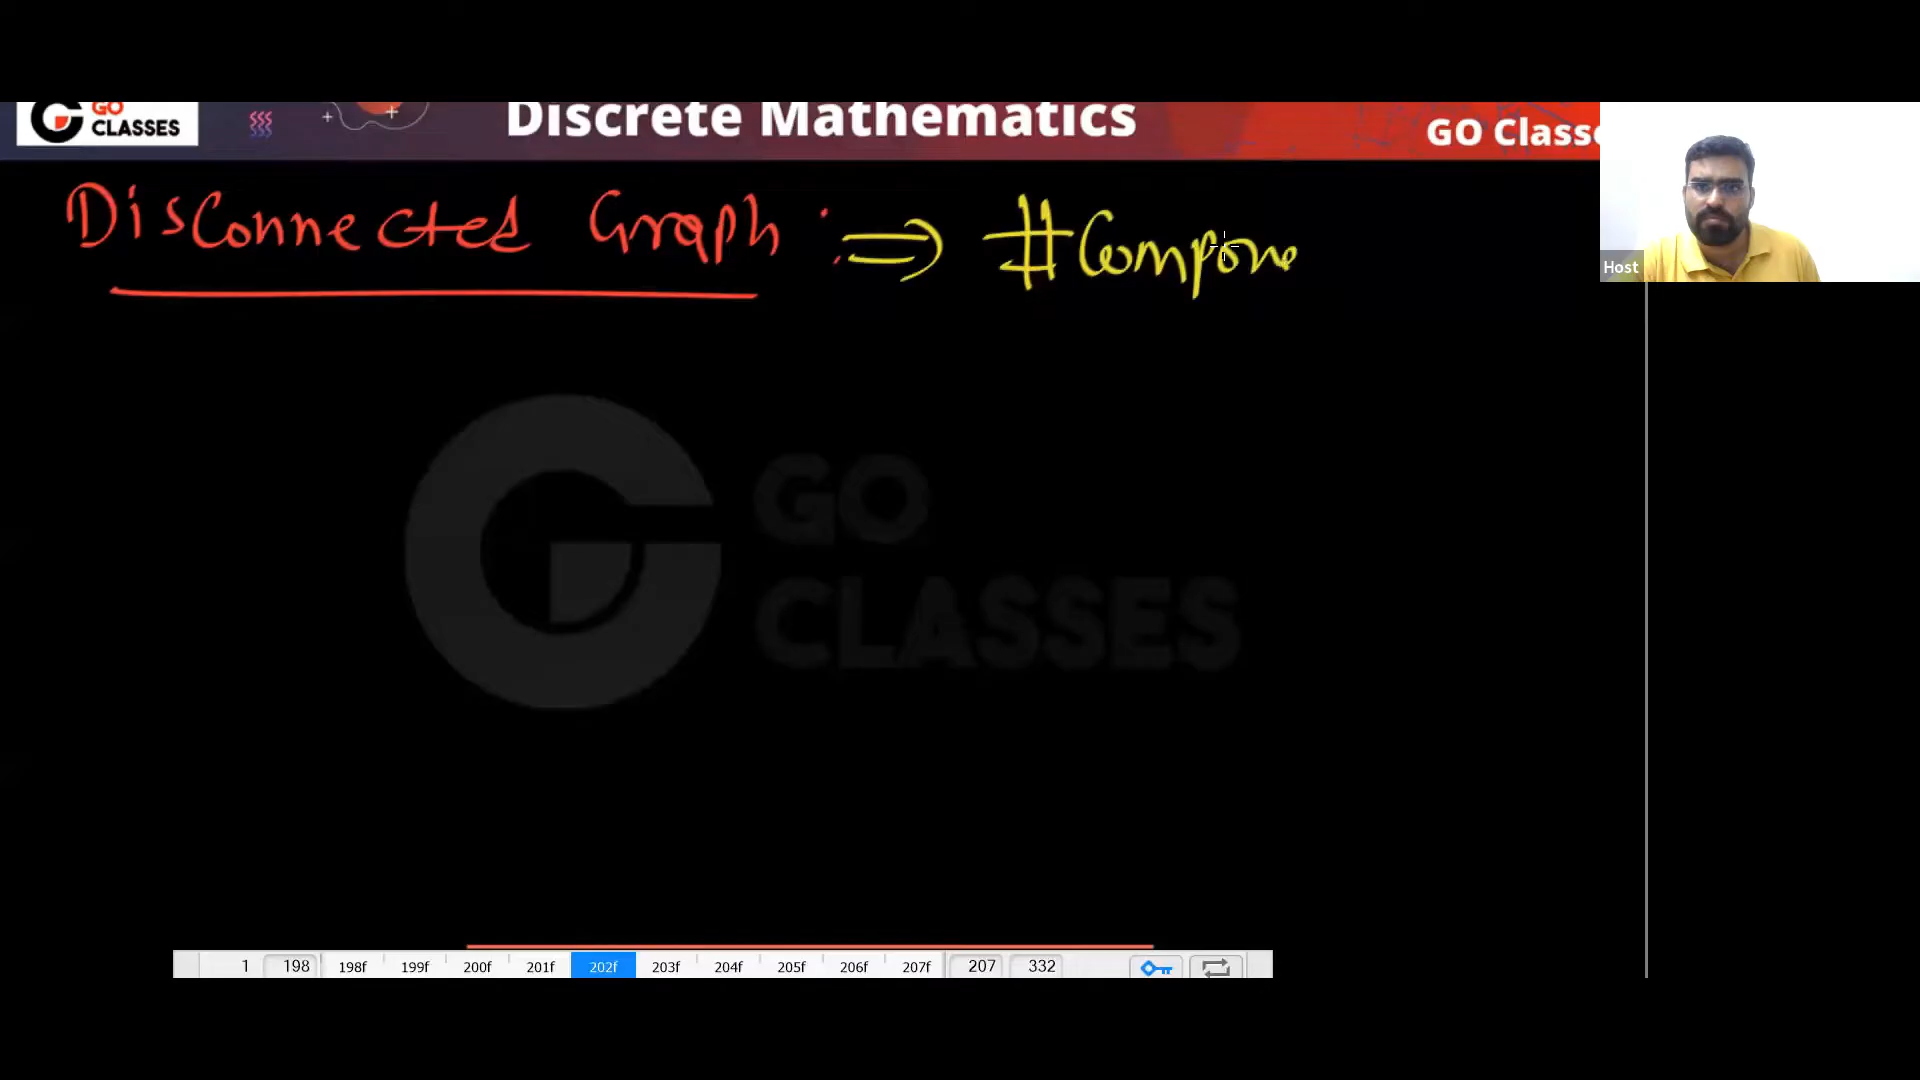 GO CLASSES
Discrete Mathematics
GO Classe
Disconnected Graph : ⇒ #Compone
Host
GO
CLASSES
1 198 198f 199f 200f 201f 202f 203f 204f 205f 206f 207f 207 332